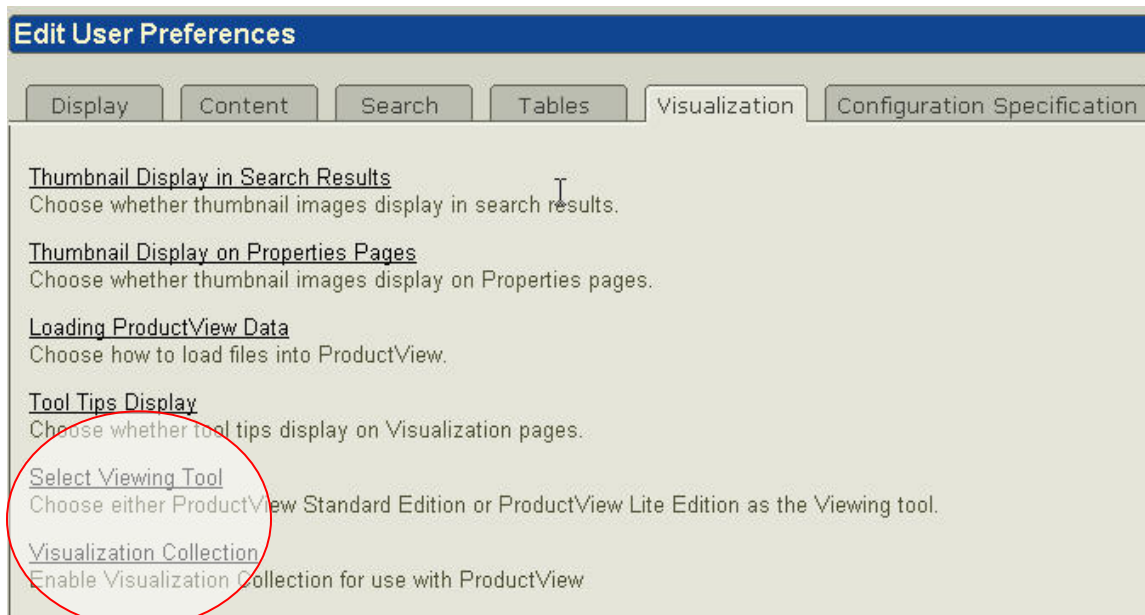 Edit User Preferences
Display Content Search Tables Visualization Configuration Specification
Thumbnail Display in Search Results
Choose whether thumbnail images display in search results.
Thumbnail Display on Properties Pages
Choose whether thumbnail images display on Properties pages.
Loading ProductView Data
Choose how to load files into ProductView.
Tool Tips Display
Choose whether tool tips display on Visualization pages.
Select Viewing Tool
Choose either ProductView Standard Edition or ProductView Lite Edition as the Viewing tool.
Visualization Collection
Enable Visualization Collection for use with ProductView